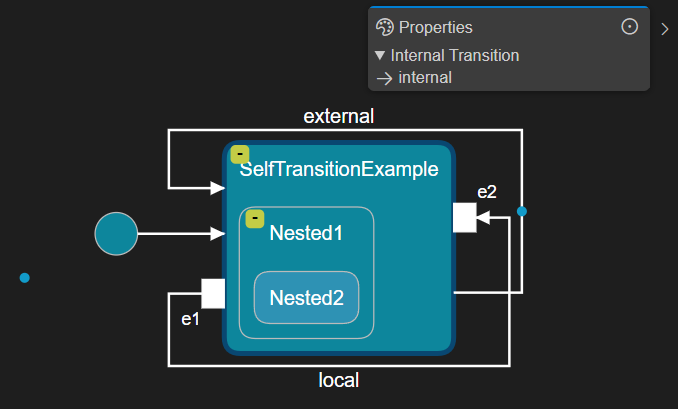 Properties
Internal Transition
internal
external
-
SelfTransitionExample
e2
-
Nested1
Nested2
e1
local